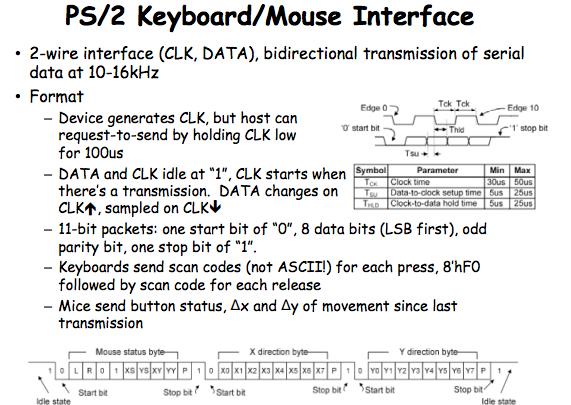 PS/2 Keyboard/Mouse Interface
• 2-wire interface (CLK, DATA), bidirectional transmission of serial
data at 10-16kHz
• Format
– Device generates CLK, but host can
request-to-send by holding CLK low
for 100us
– DATA and CLK idle at “1”, CLK starts when
there’s a transmission. DATA changes on
CLK↑, sampled on CLK↓
– 11-bit packets: one start bit of “0”, 8 data bits (LSB first), odd
parity bit, one stop bit of “1”.
– Keyboards send scan codes (not ASCII!) for each press, 8’hF0
followed by scan code for each release
– Mice send button status, Δx and Δy of movement since last
transmission
Tck Tck
Edge 0 Edge 10
'0' start bit Thld '1' stop bit
Tsu
Symbol Parameter Min Max
TCK Clock time 30us 50us
TSU Data-to-clock setup time 5us 25us
THLD Clock-to-data hold time 5us 25us
Mouse status byte X direction byte Y direction byte
1 0 L R 0 1 XS YS XY YY P 1 0 X0 X1 X2 X3 X4 X5 X6 X7 P 1 0 Y0 Y1 Y2 Y3 Y4 Y5 Y6 Y7 P 1
Start bit Stop bit Start bit Stop bit Start bit Stop bit
Idle state Idle state